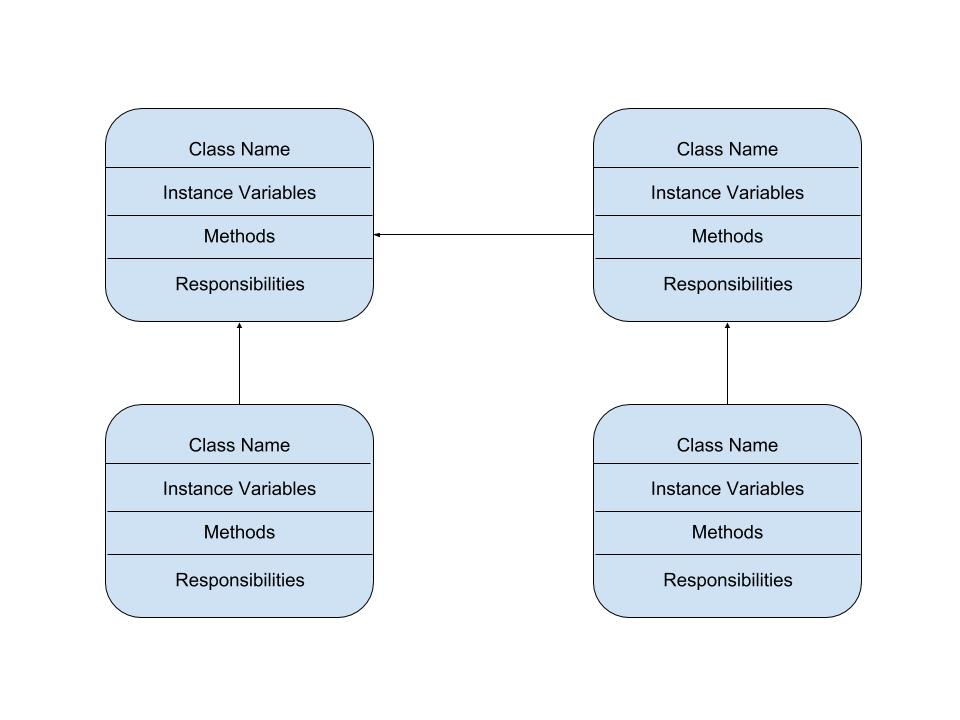 Class Name
Instance Variables
Methods
Responsibilities
Class Name
Instance Variables
Methods
Responsibilities
Class Name
Instance Variables
Methods
Responsibilities
Class Name
Instance Variables
Methods
Responsibilities